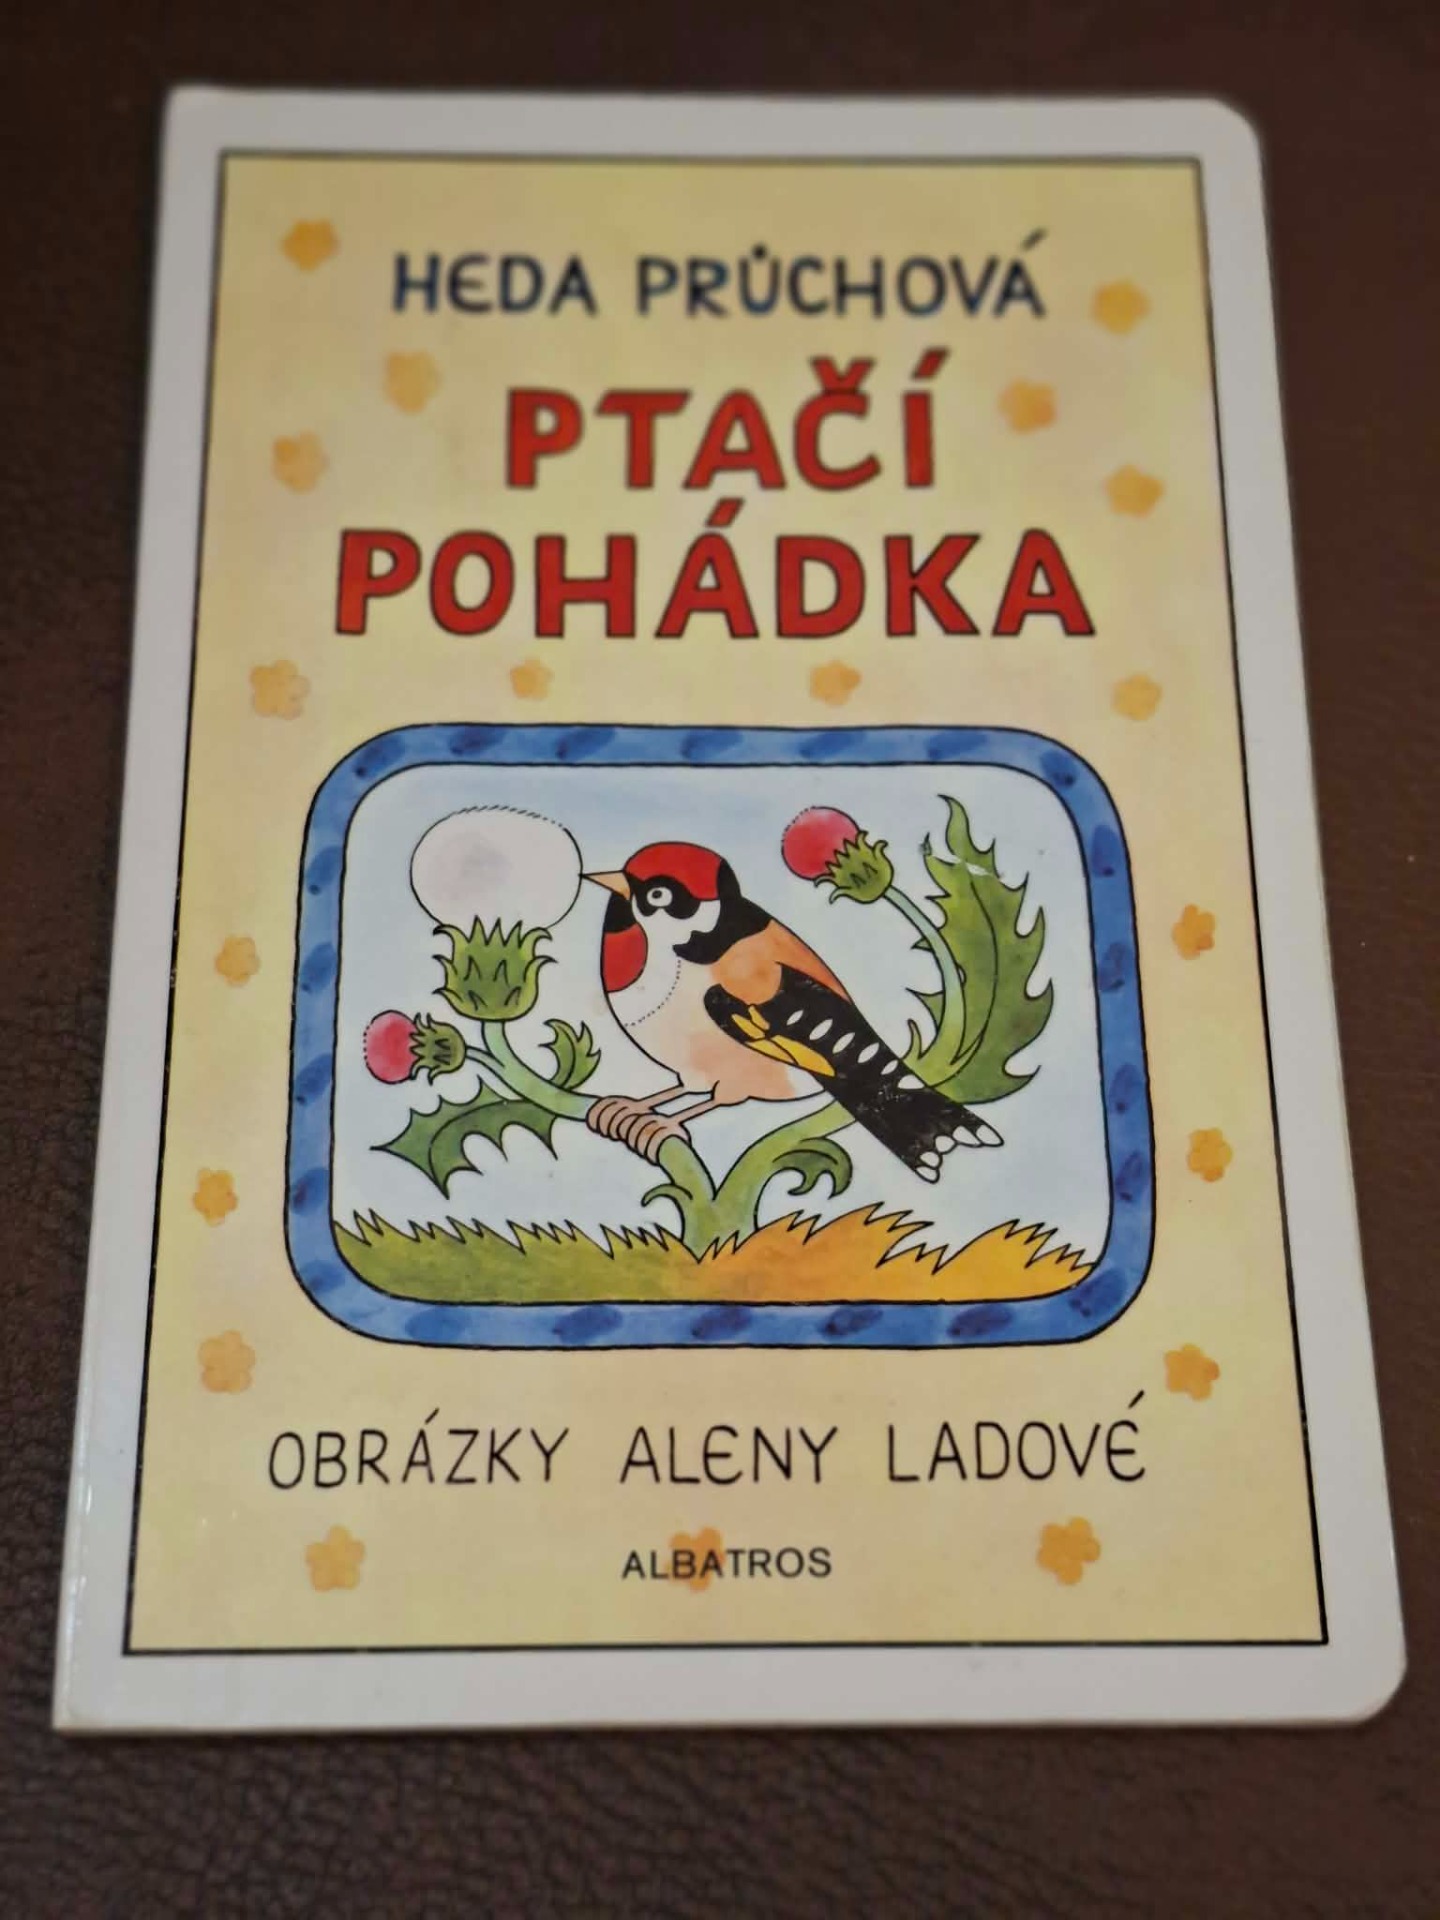 HEDA PRŮCHOVÁ
PTAČÍ
POHÁDKA
OBRÁZKY ALENY LADOVÉ
ALBATROS